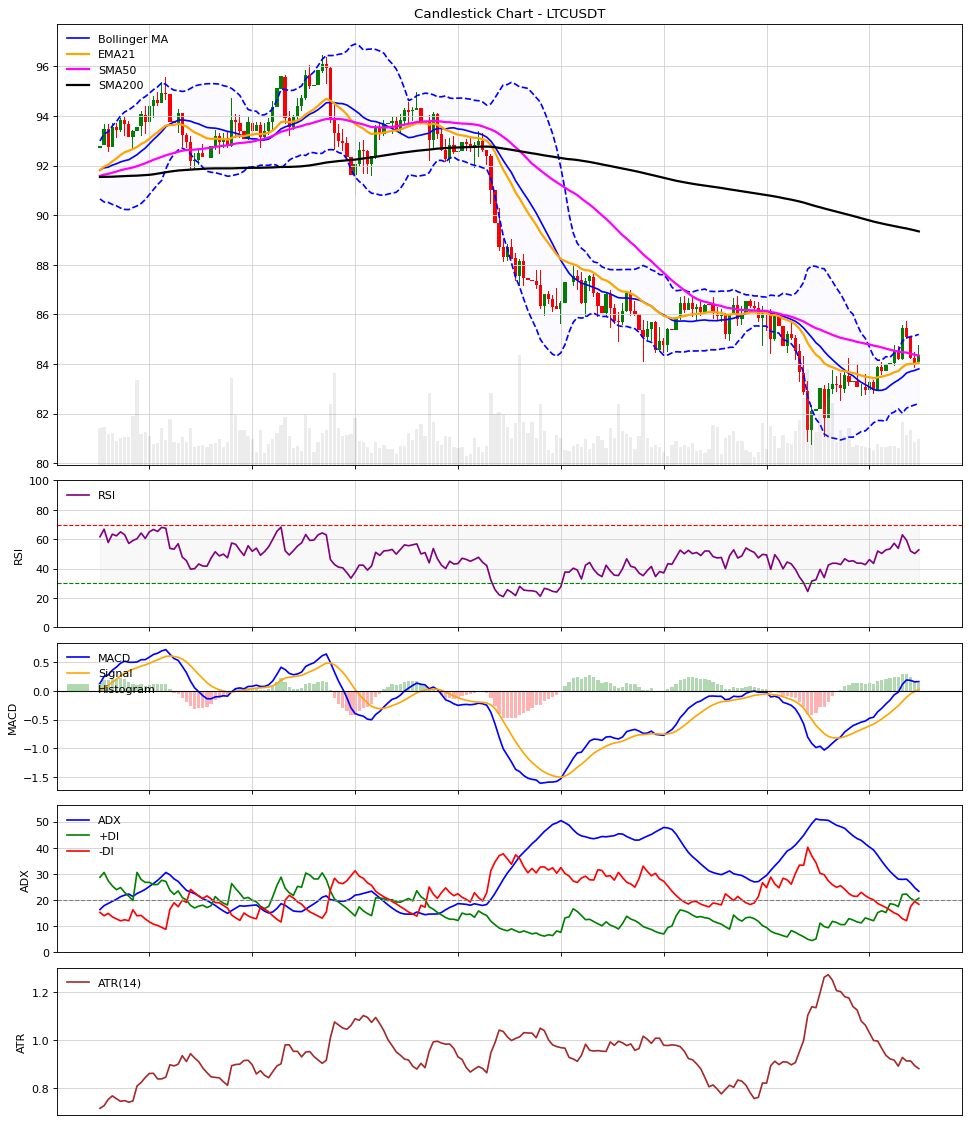 Candlestick Chart - LTCUSDT
Bollinger MA
EMA21
SMA50
SMA200
96
94
92
90
88
86
84
82
80
RSI
RSI
100
80
60
40
20
0
MACD
Signal
Histogram
MACD
0.5
0.0
−0.5
−1.0
−1.5
ADX
+DI
-DI
ADX
50
40
30
20
10
0
ATR(14)
ATR
1.2
1.0
0.8